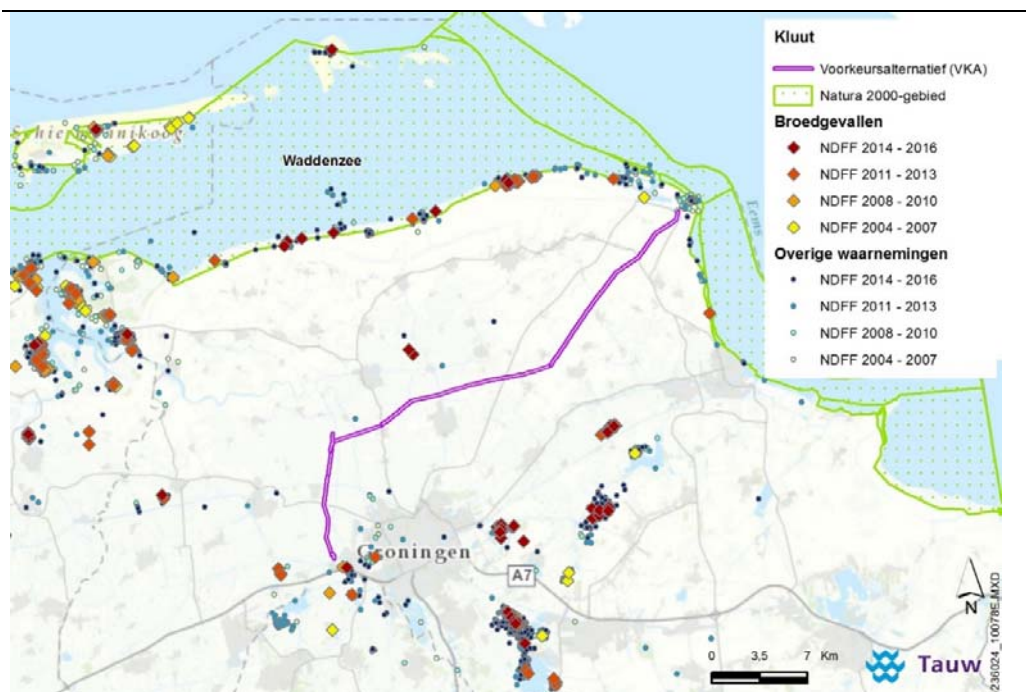 Kluut
Voorkeursalternatief (VKA)
Natura 2000-gebied
Broedgevallen
NDFF 2014 - 2016
NDFF 2011 - 2013
NDFF 2008 - 2010
NDFF 2004 - 2007
Overige waarnemingen
NDFF 2014 - 2016
NDFF 2011 - 2013
NDFF 2008 - 2010
NDFF 2004 - 2007
Waddenzee
Eems
Groningen
A7
N
0 3,5 7 Km
Tauw
236024_100785.MXD